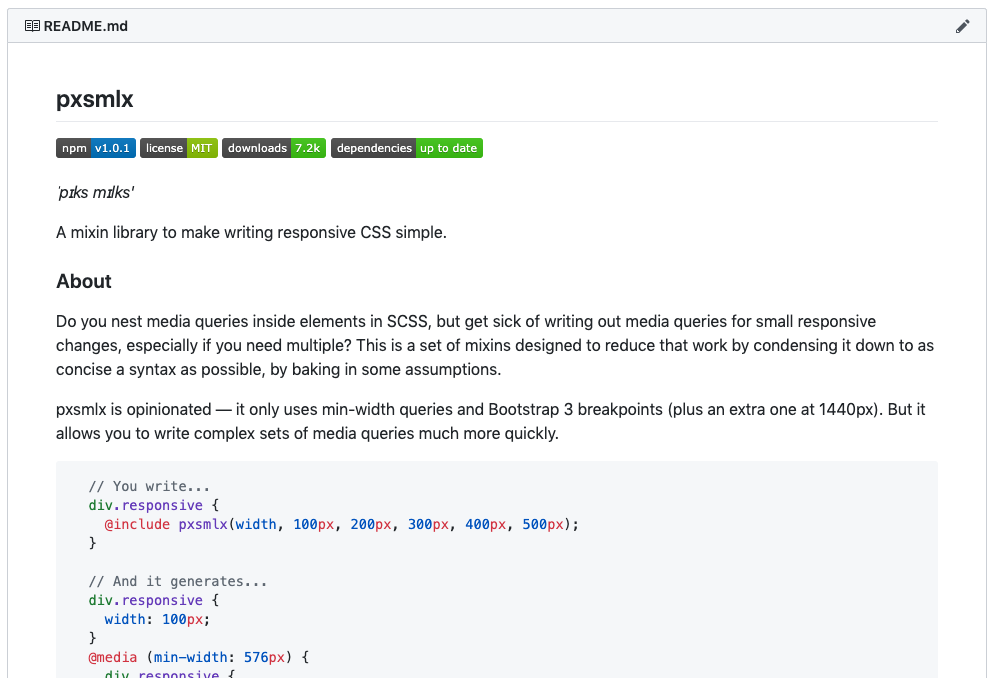 README.md
pxsmlx
npm v1.0.1 license MIT downloads 7.2k dependencies up to date
'pɪks mɪlks'
A mixin library to make writing responsive CSS simple.
About
Do you nest media queries inside elements in SCSS, but get sick of writing out media queries for small responsive
changes, especially if you need multiple? This is a set of mixins designed to reduce that work by condensing it down to as
concise a syntax as possible, by baking in some assumptions.
pxsmlx is opinionated — it only uses min-width queries and Bootstrap 3 breakpoints (plus an extra one at 1440px). But it
allows you to write complex sets of media queries much more quickly.
// You write...
div.responsive {
  @include pxsmlx(width, 100px, 200px, 300px, 400px, 500px);
}
// And it generates...
div.responsive {
  width: 100px;
}
@media (min-width: 576px) {
  div.responsive {